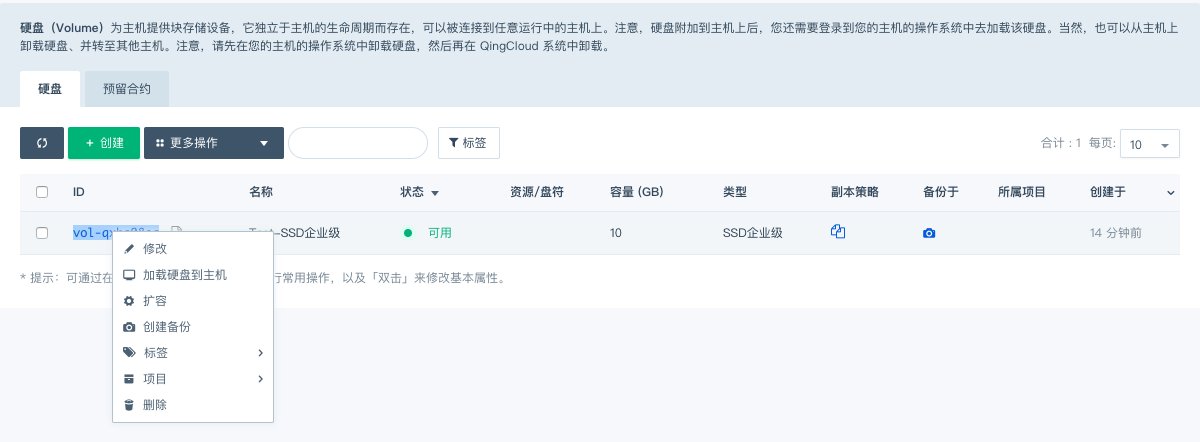 硬盘（Volume）为主机提供块存储设备，它独立于主机的生命周期而存在，可以被连接到任意运行中的主机上。注意，硬盘附加到主机上后，您还需要登录到您的主机的操作系统中去加载该硬盘。当然，也可以从主机上
卸载硬盘、并转至其他主机。注意，请先在您的主机的操作系统中卸载硬盘，然后再在 QingCloud 系统中卸载。
硬盘 预留合约
+ 创建 更多操作 标签 合计：1 每页: 10
ID 名称 状态 资源/盘符 容量 (GB) 类型 副本策略 备份于 所属项目 创建于
-SSD企业级 可用 10 SSD企业级 14 分钟前
* 提示：可通过在 行常用操作，以及「双击」来修改基本属性。
修改
加载硬盘到主机
扩容
创建备份
标签
项目
删除